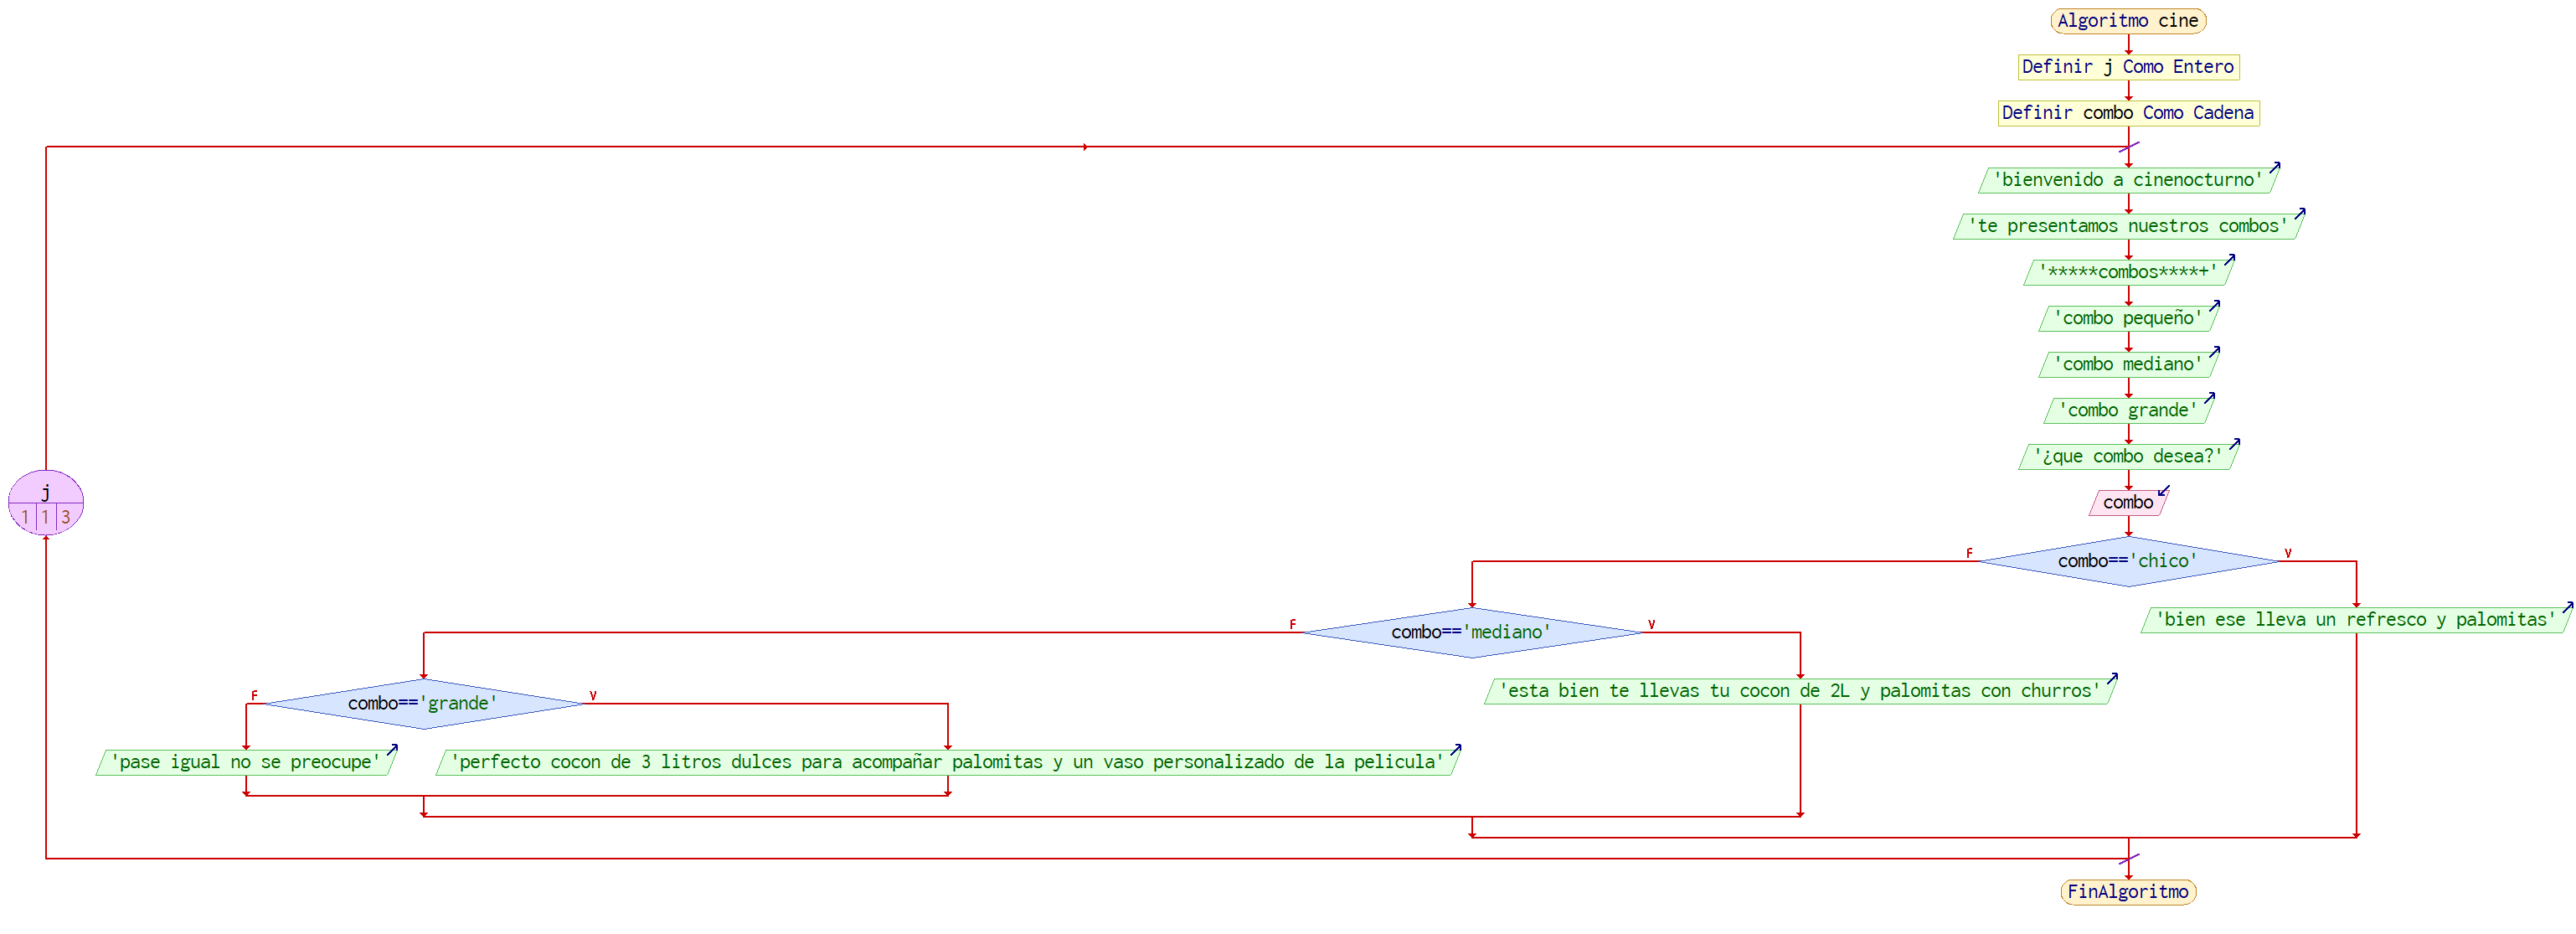 Algoritmo cine
Definir j Como Entero
Definir combo Como Cadena
'bienvenido a cinenocturno'
'te presentamos nuestros combos'
'*****combos****+'
'combo pequeño'
'combo mediano'
'combo grande'
'¿que combo desea?'
j
1 1 3
combo
F combo=='chico' V
'bien ese lleva un refresco y palomitas'
F combo=='mediano' V
'esta bien te llevas tu cocon de 2L y palomitas con churros'
F combo=='grande' V
'pase igual no se preocupe'
'perfecto cocon de 3 litros dulces para acompañar palomitas y un vaso personalizado de la pelicula'
FinAlgoritmo